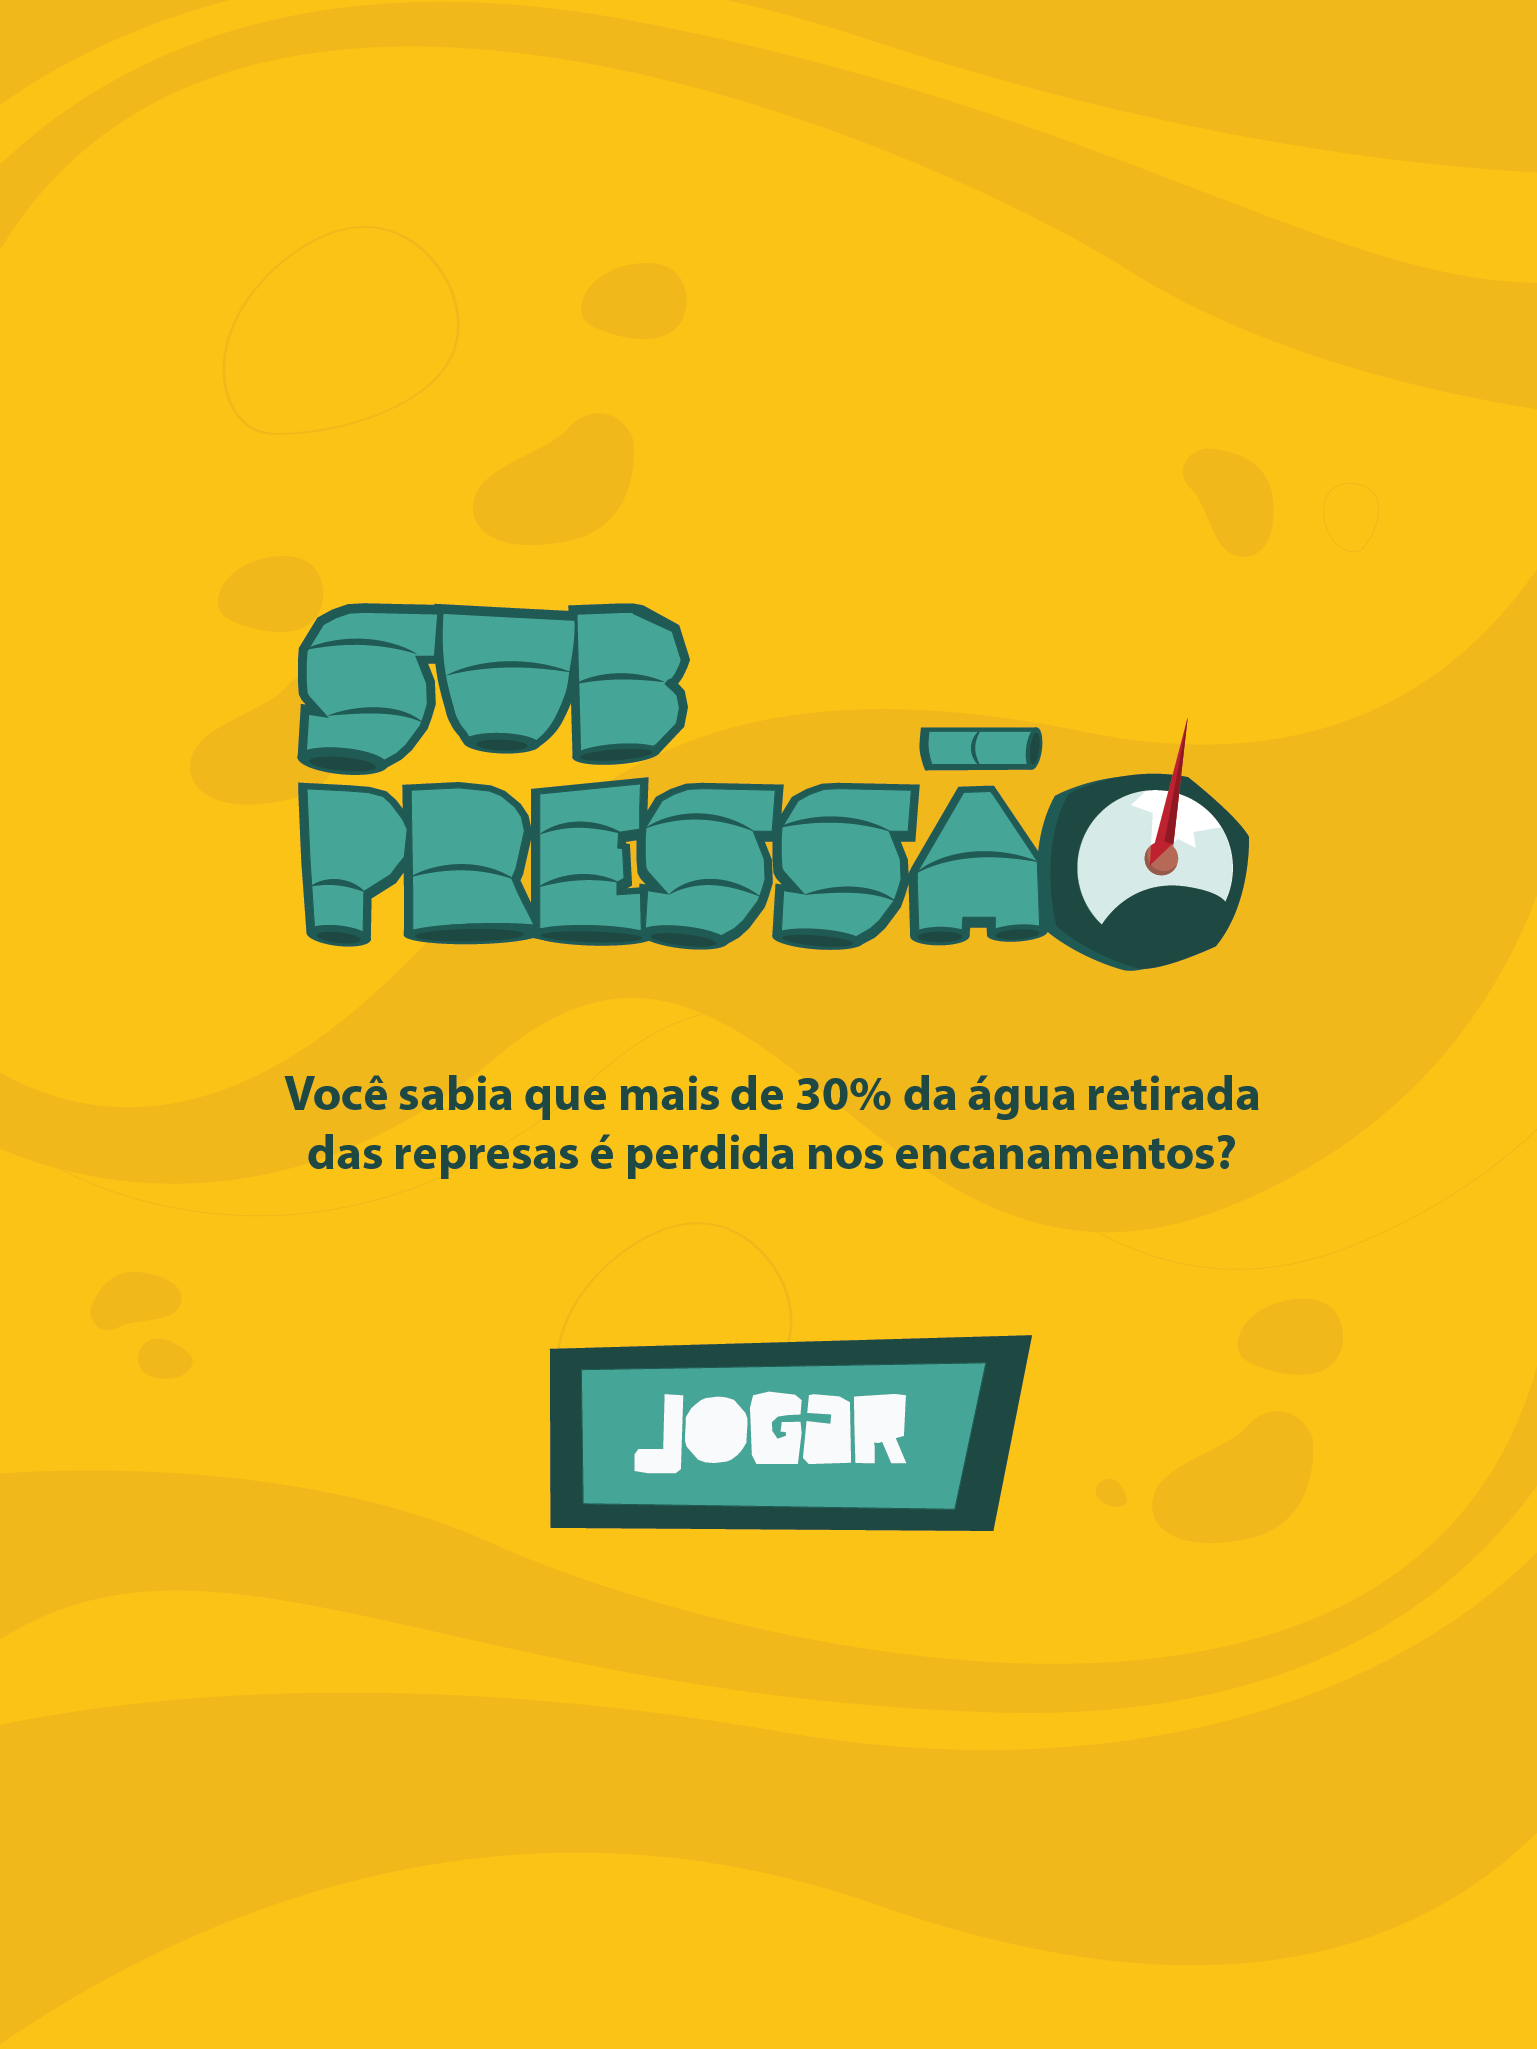 SUB
PRESSÃO
Você sabia que mais de 30% da água retirada
das represas é perdida nos encanamentos?
JOGAR